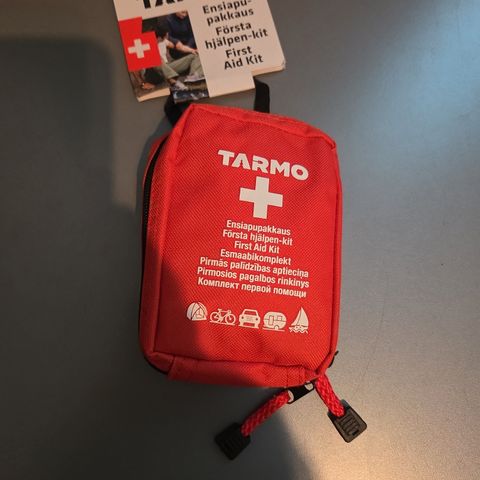 Ensiapu-
pakkaus
Första
hjälpen-kit
First
Aid Kit
TARMO
Ensiapupakkaus
Första hjälpen-kit
First Aid Kit
Esmaabikomplekt
Pirmās palīdzības aptieciņa
Pirmosios pagalbos rinkinys
Комплект первой помощи